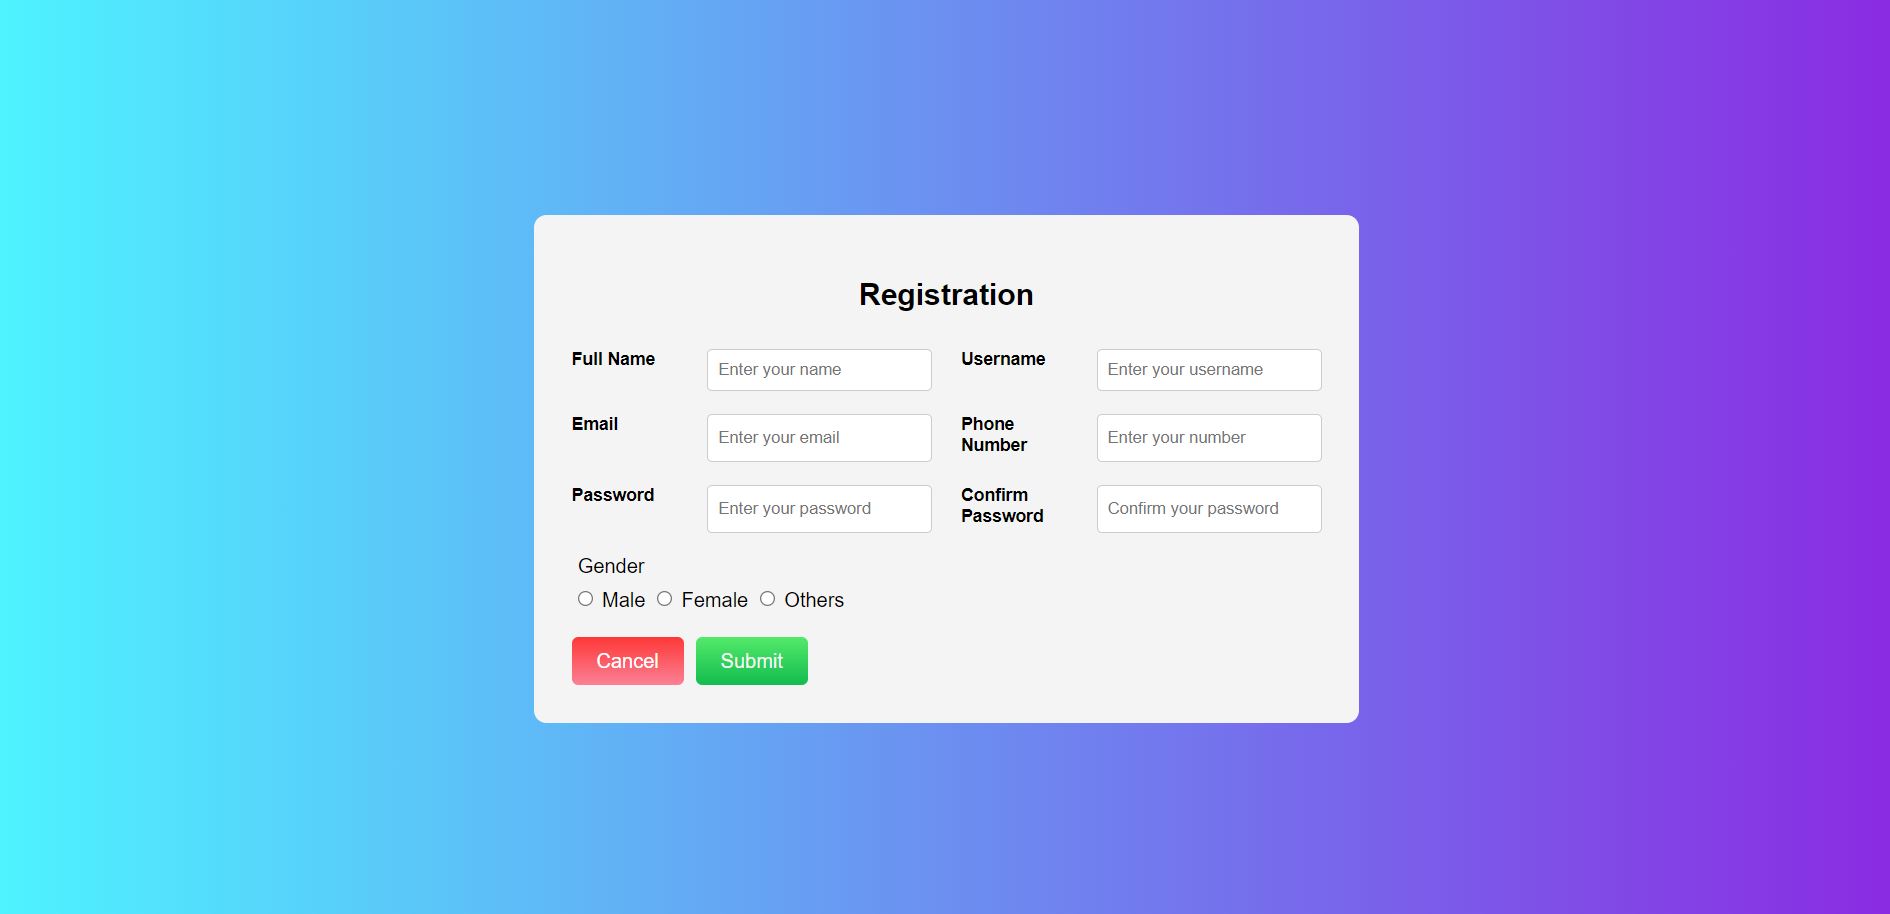 Registration
Full Name Enter your name Username Enter your username
Email Enter your email Phone Number Enter your number
Password Enter your password Confirm Password Confirm your password
Gender
Male Female Others
Cancel Submit